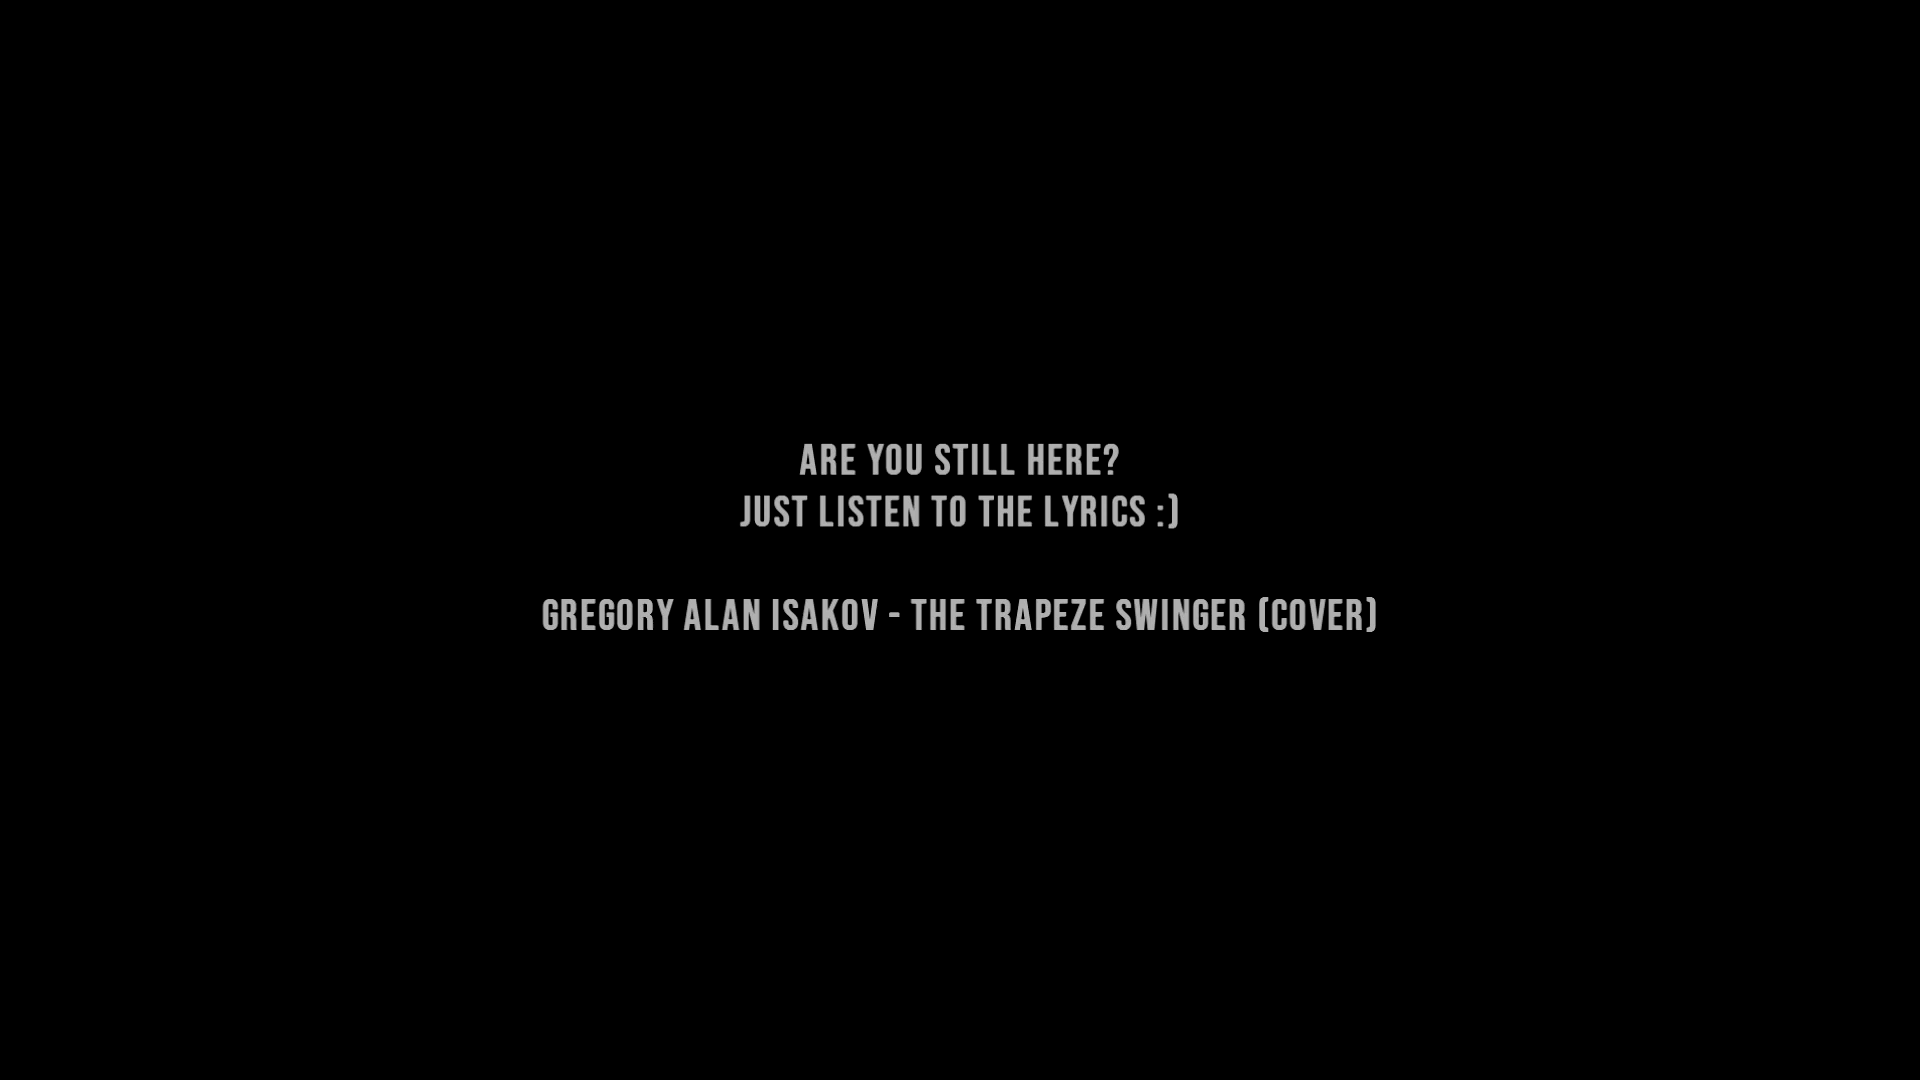 ARE YOU STILL HERE?
JUST LISTEN TO THE LYRICS :)
GREGORY ALAN ISAKOV - THE TRAPEZE SWINGER (COVER)